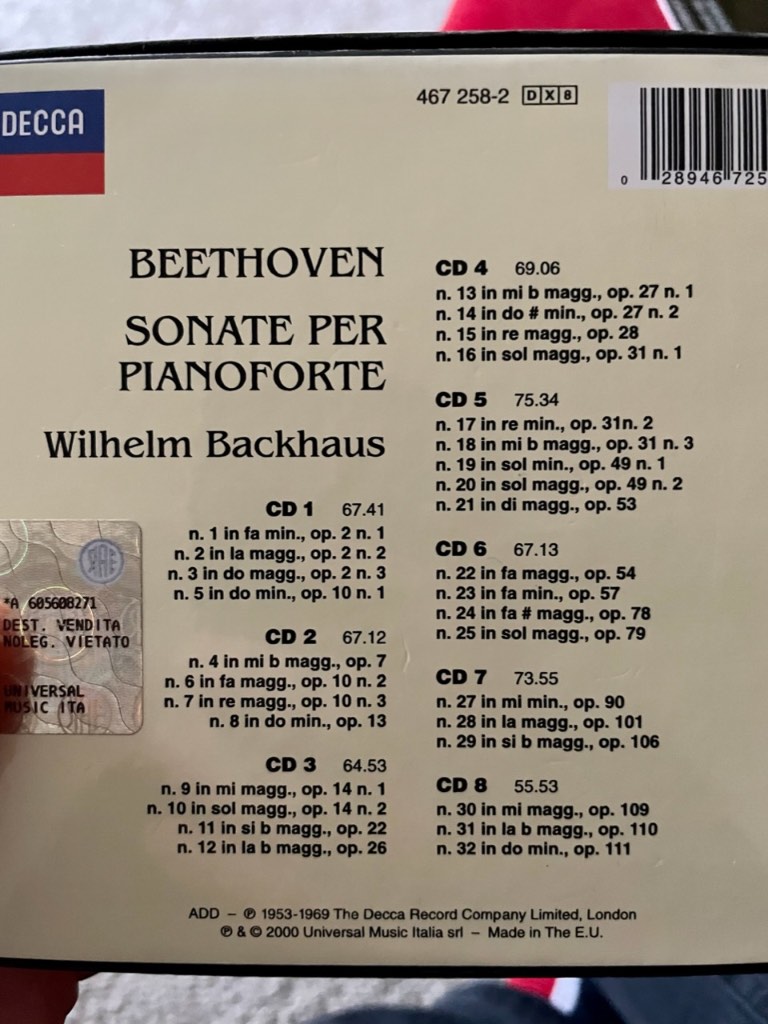 467 258-2 DX8
DECCA
0 28946 725
BEETHOVEN
SONATE PER
PIANOFORTE
Wilhelm Backhaus
CD 1 67.41
n. 1 in fa min., op. 2 n. 1
n. 2 in la magg., op. 2 n. 2
n. 3 in do magg., op. 2 n. 3
n. 5 in do min., op. 10 n. 1
CD 2 67.12
n. 4 in mi b magg., op. 7
n. 6 in fa magg., op. 10 n. 2
n. 7 in re magg., op. 10 n. 3
n. 8 in do min., op. 13
CD 3 64.53
n. 9 in mi magg., op. 14 n. 1
n. 10 in sol magg., op. 14 n. 2
n. 11 in si b magg., op. 22
n. 12 in la b magg., op. 26
CD 4 69.06
n. 13 in mi b magg., op. 27 n. 1
n. 14 in do # min., op. 27 n. 2
n. 15 in re magg., op. 28
n. 16 in sol magg., op. 31 n. 1
CD 5 75.34
n. 17 in re min., op. 31n. 2
n. 18 in mi b magg., op. 31 n. 3
n. 19 in sol min., op. 49 n. 1
n. 20 in sol magg., op. 49 n. 2
n. 21 in di magg., op. 53
CD 6 67.13
n. 22 in fa magg., op. 54
n. 23 in fa min., op. 57
n. 24 in fa # magg., op. 78
n. 25 in sol magg., op. 79
CD 7 73.55
n. 27 in mi min., op. 90
n. 28 in la magg., op. 101
n. 29 in si b magg., op. 106
CD 8 55.53
n. 30 in mi magg., op. 109
n. 31 in la b magg., op. 110
n. 32 in do min., op. 111
*A 605608271
DEST. VENDITA
NOLEG. VIETATO
UNIVERSAL
MUSIC ITA
ADD – ℗ 1953-1969 The Decca Record Company Limited, London
℗ & © 2000 Universal Music Italia srl – Made in The E.U.